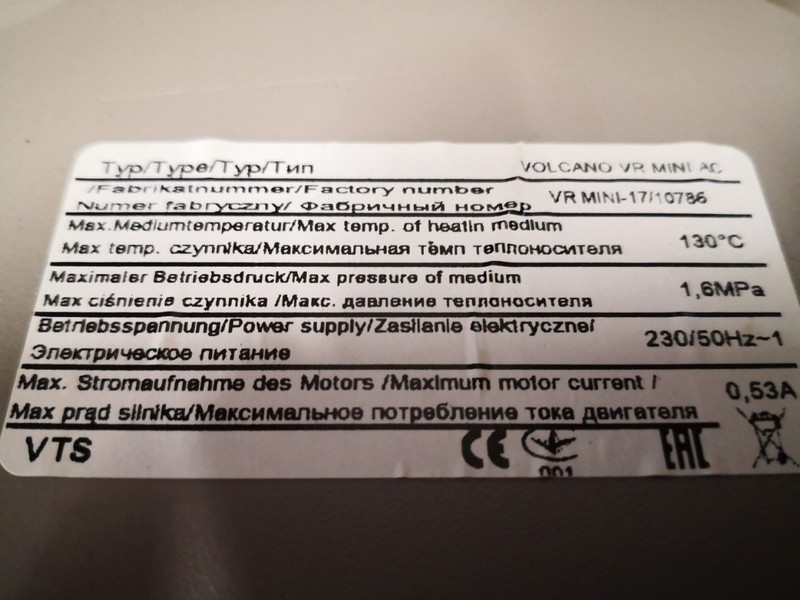 Typ/Type/Typ/Тип VOLCANO VR MINI AC
/Fabrikatnummer/Factory number
Numer fabryczny/ Фабричный номер VR MINI-17/10786
Max.Mediumtemperatur/Max temp. of heatin medium
Max temp. czynnika/Максимальная тёмп теплоносителя 130°C
Maximaler Betriebsdruck/Max pressure of medium
Max ciśnienie czynnika /Макс. давление теплоносителя 1,6MPa
Betriebsspannung/Power supply/Zasilanie elektryczne/
Электрическое питание 230/50Hz~1
Max. Stromaufnahme des Motors /Maximum motor current /
Max prąd silnika/Максимальное потребление тока двигателя 0,53A
VTS CE 001 EAC